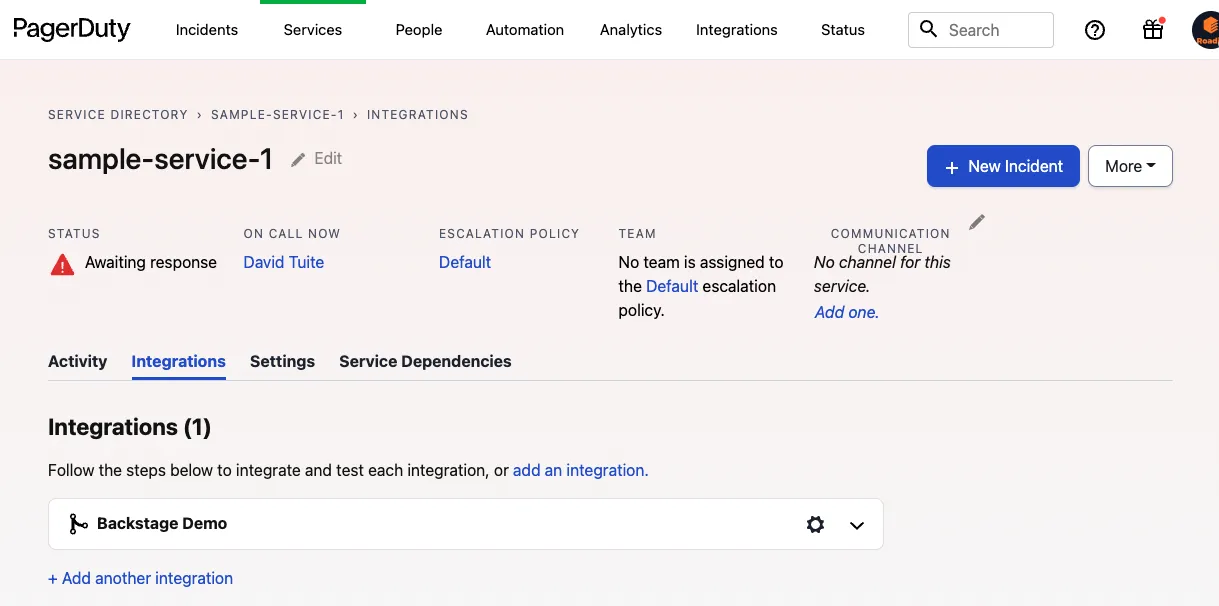 PagerDuty Incidents Services People Automation Analytics Integrations Status Search
SERVICE DIRECTORY › SAMPLE-SERVICE-1 › INTEGRATIONS
sample-service-1 Edit
+ New Incident More
STATUS ON CALL NOW ESCALATION POLICY TEAM COMMUNICATION CHANNEL
Awaiting response David Tuite Default No team is assigned to No channel for this
the Default escalation service.
policy. Add one.
Activity Integrations Settings Service Dependencies
Integrations (1)
Follow the steps below to integrate and test each integration, or add an integration.
Backstage Demo
+ Add another integration